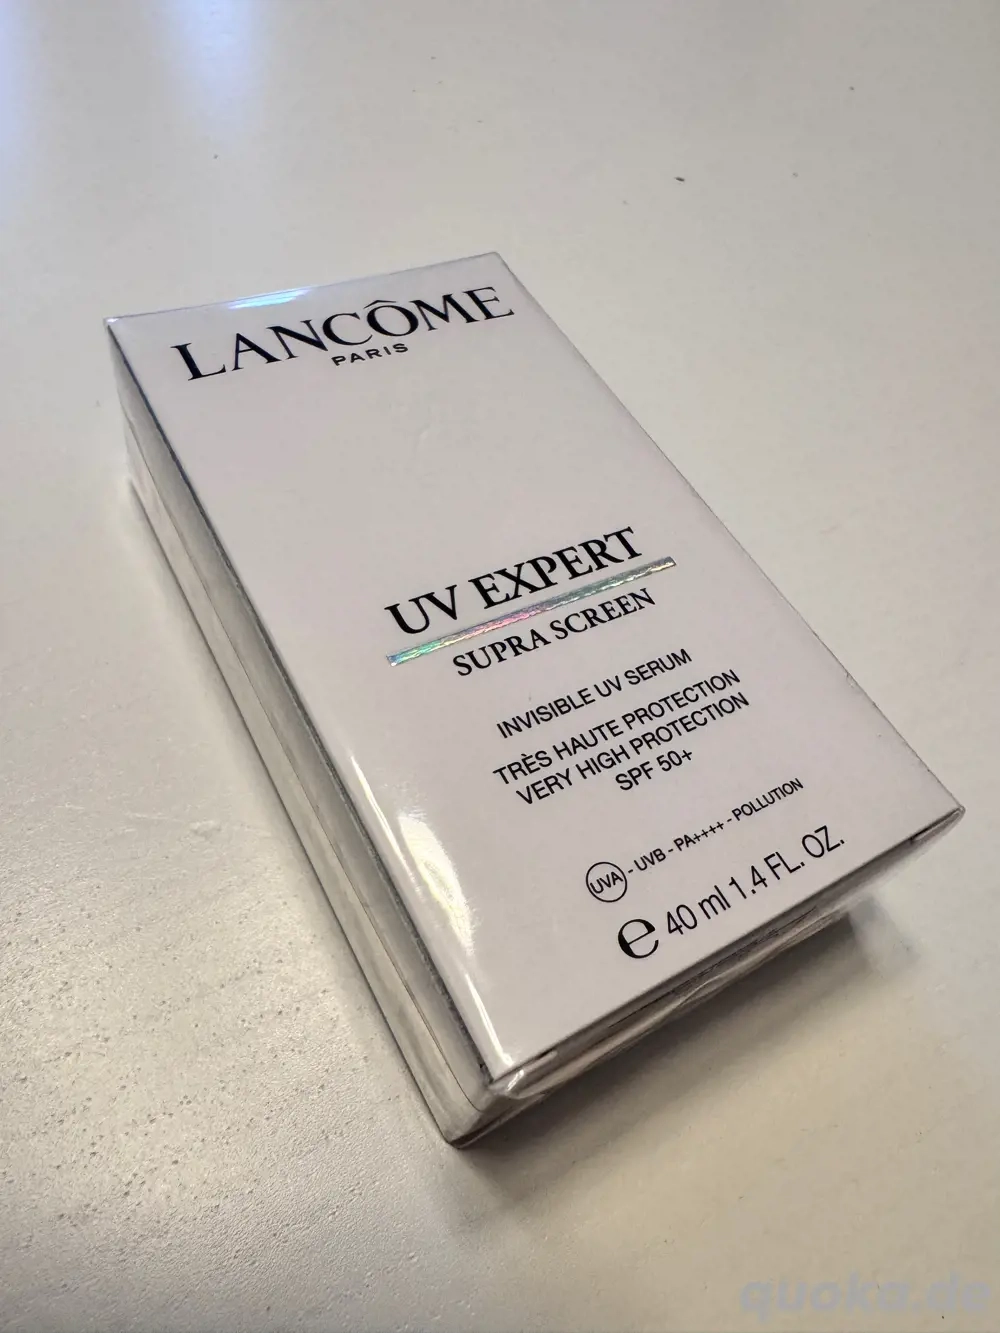 LANCÔME
PARIS
UV EXPERT
SUPRA SCREEN
INVISIBLE UV SERUM
TRÈS HAUTE PROTECTION
VERY HIGH PROTECTION
SPF 50+
UVA - UVB - PA++++ - POLLUTION
℮ 40 ml 1.4 FL. OZ.
quoka.de